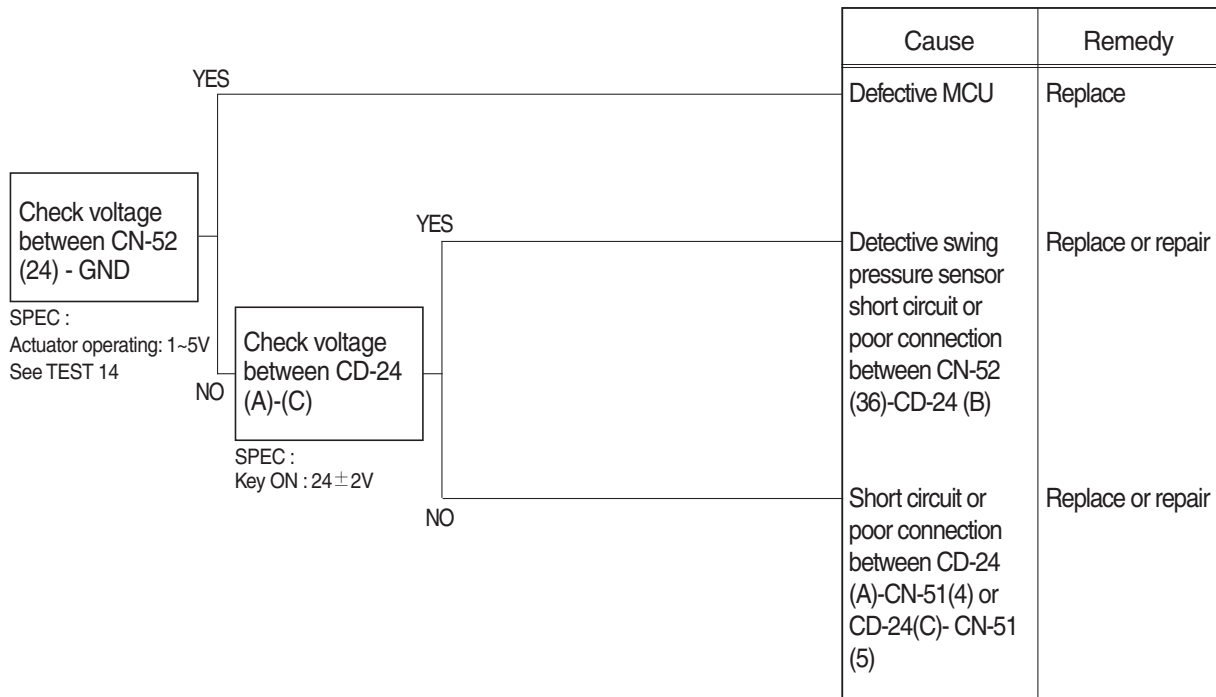 Cause
Remedy
YES
Defective MCU
Replace
Check voltage
between CN-52
(24) - GND
SPEC :
Actuator operating: 1~5V
See TEST 14
YES
Detective swing
pressure sensor
short circuit or
poor connection
between CN-52
(36)-CD-24 (B)
Replace or repair
NO
Check voltage
between CD-24
(A)-(C)
SPEC :
Key ON : 24±2V
NO
Short circuit or
poor connection
between CD-24
(A)-CN-51(4) or
CD-24(C)- CN-51
(5)
Replace or repair